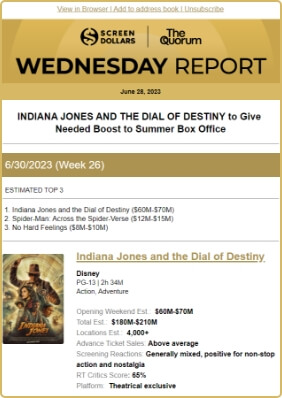 View in Browser | Add to address book | Unsubscribe
SCREEN DOLLARS | The Quorum
WEDNESDAY REPORT
June 28, 2023
INDIANA JONES AND THE DIAL OF DESTINY to Give
Needed Boost to Summer Box Office
6/30/2023 (Week 26)
ESTIMATED TOP 3
1. Indiana Jones and the Dial of Destiny ($60M-$70M)
2. Spider-Man: Across the Spider-Verse ($12M-$15M)
3. No Hard Feelings ($8M-$10M)
Indiana Jones and the Dial of Destiny
Disney
PG-13 | 2h 34M
Action, Adventure
Opening Weekend Est.: $60M-$70M
Total Est.: $180M-$210M
Locations Est.: 4,000+
Advance Ticket Sales: Above average
Screening Reactions: Generally mixed, positive for non-stop
action and nostalgia
RT Critics Score: 65%
Platform: Theatrical exclusive
INDIANA JONES